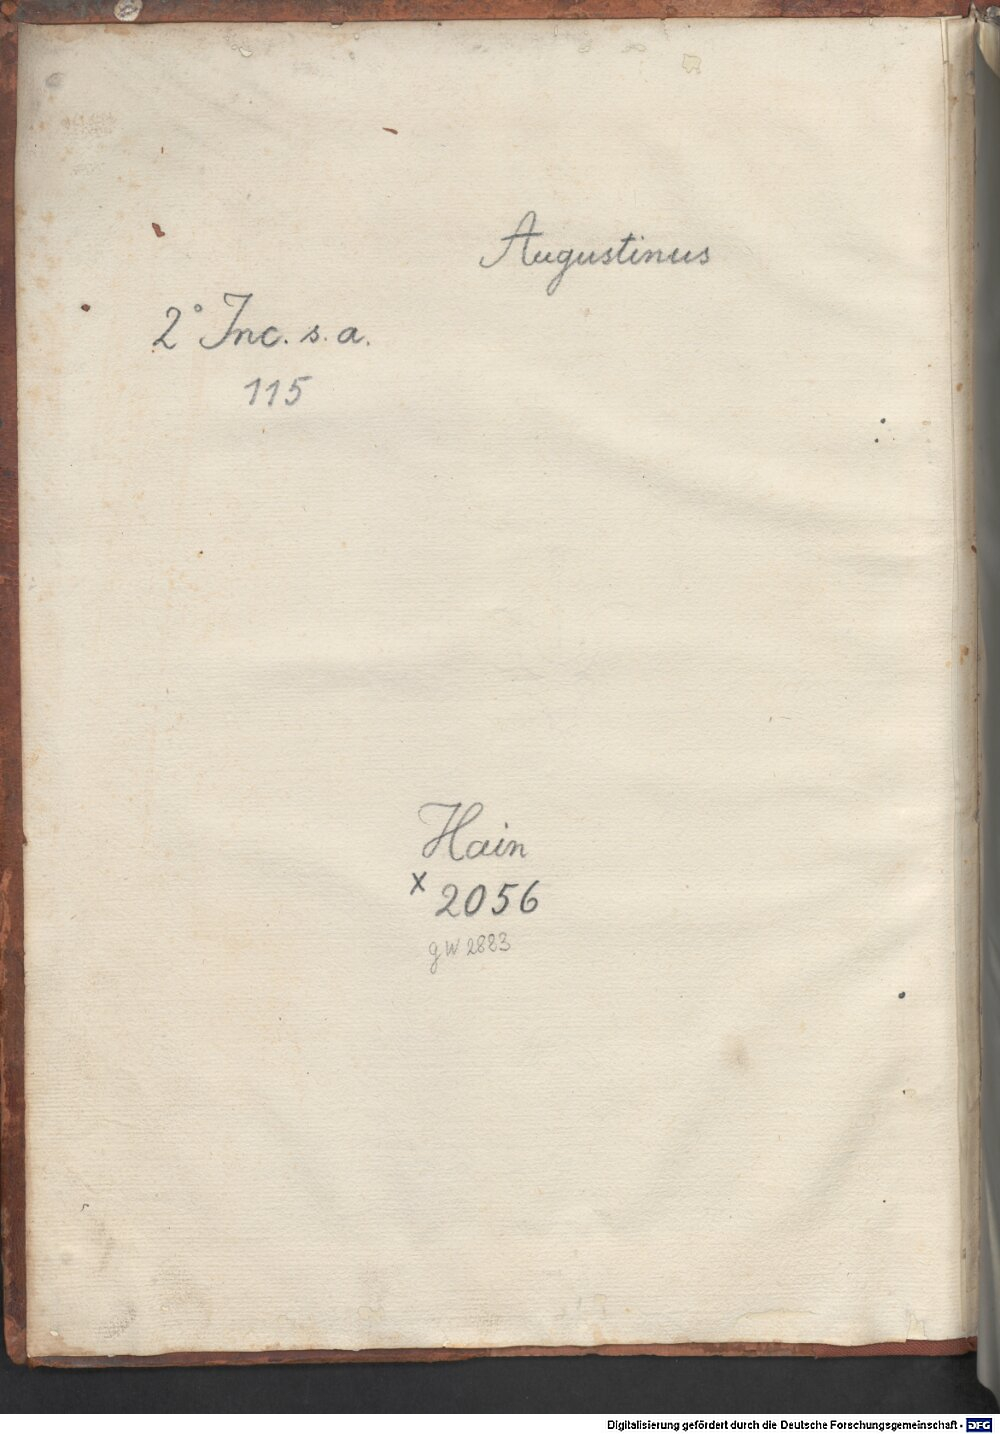 Augustinus
2° Inc. s. a.
115
Hain
x 2056
gW 2883
Digitalisierung gefördert durch die Deutsche Forschungsgemeinschaft - DFG